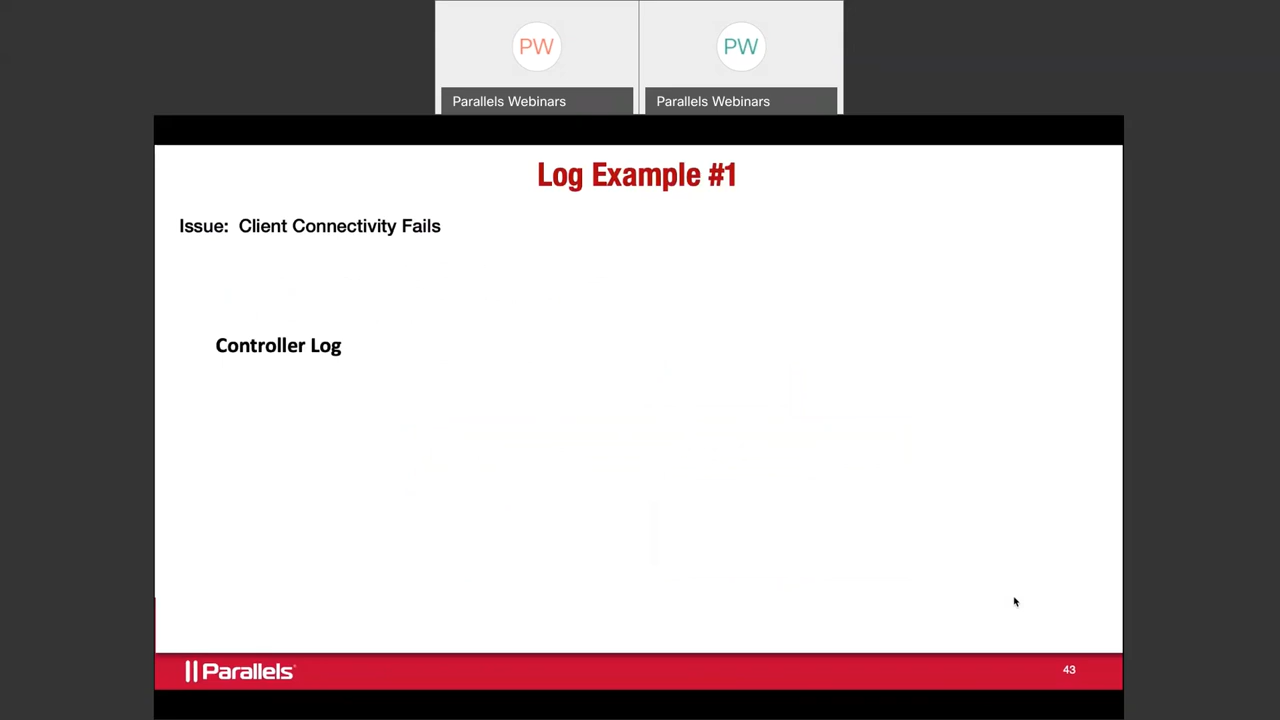 PW
PW
Parallels Webinars
Parallels Webinars
Log Example #1
Issue: Client Connectivity Fails
Controller Log
Parallels®
43